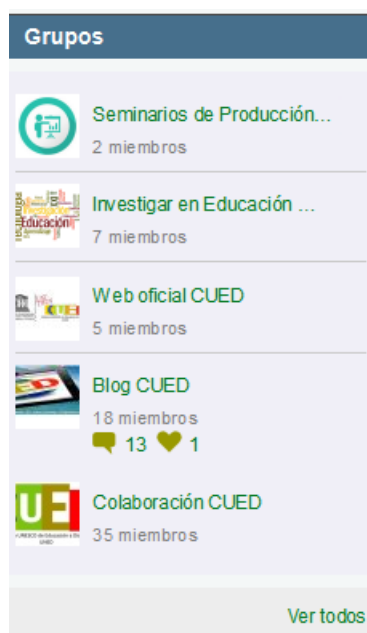 Grupos
Seminarios de Producción...
2 miembros
Educación
Investigar en Educación ...
7 miembros
Web oficial CUED
5 miembros
Blog CUED
18 miembros
13 1
Colaboración CUED
35 miembros
Ver todos